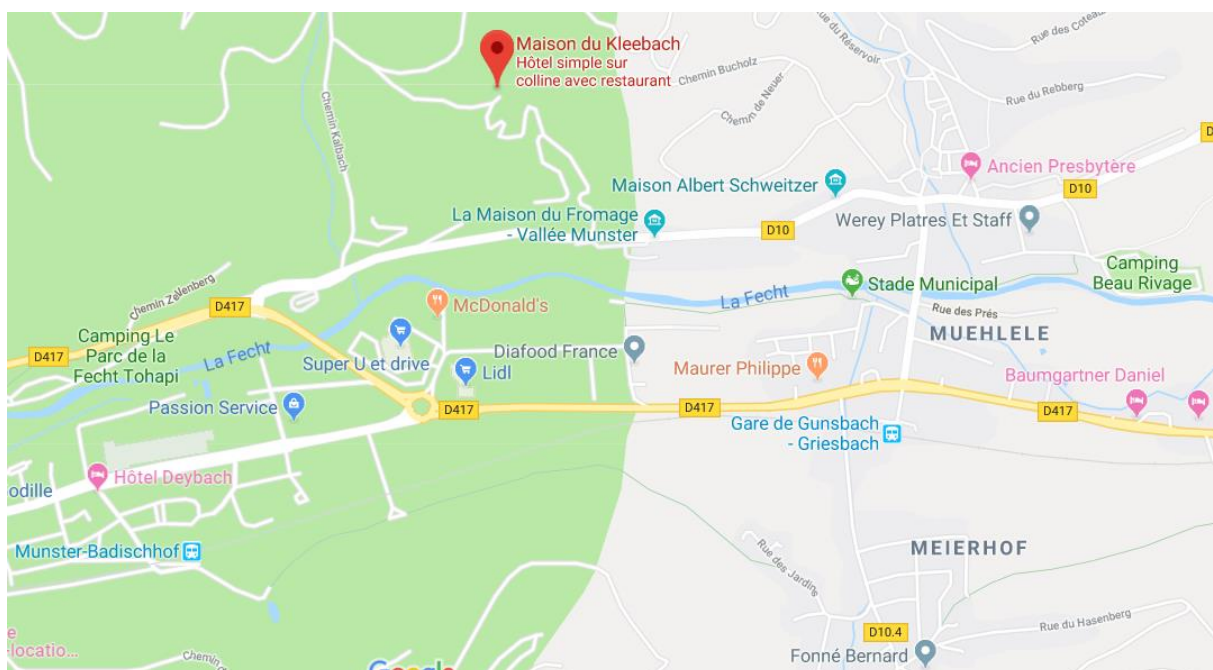 Rue des Coteau
Rue du Réservoir
Maison du Kleebach
Hôtel simple sur
colline avec restaurant
Chemin Bucholz
Chemin de Neuer
Rue du Rebberg
Chemin Kalbach
D
Ancien Presbytère
Maison Albert Schweitzer
D10
La Maison du Fromage
- Vallée Munster
D10
Werey Platres Et Staff
Camping
Beau Rivage
Chemin Zelenberg
Stade Municipal
La Fecht
D417
McDonald's
Rue des Prés
MUEHLELE
Camping Le
Parc de la
Fecht Tohapi
D417
La Fecht
Super U et drive
Lidl
Diafood France
Maurer Philippe
Baumgartner Daniel
Passion Service
D417
D417
D417
Gare de Gunsbach
- Griesbach
Hôtel Deybach
odille
Munster-Badischhof
MEIERHOF
Rue des Jardins
Rue du Hasenberg
D10.4
e
-locatio...
Chemin
Google
Fonné Bernard